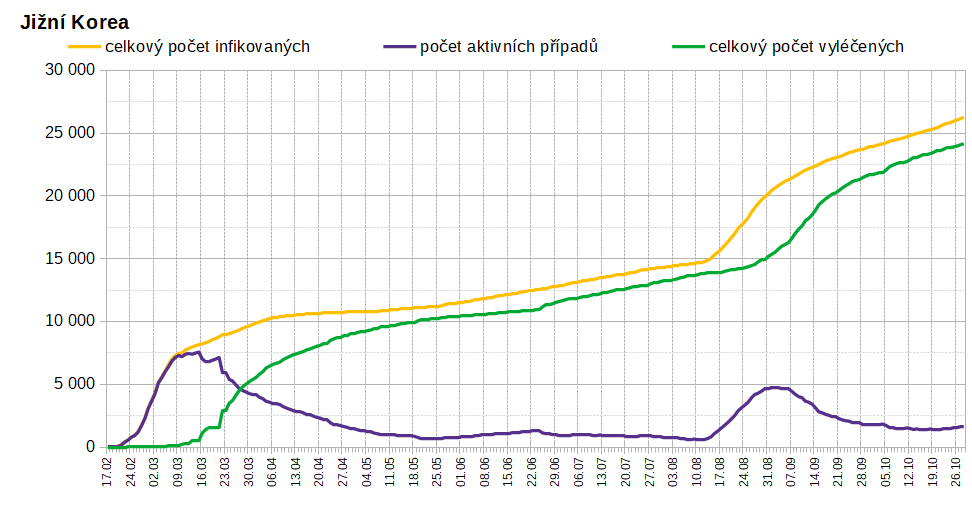 Jižní Korea
celkový počet infikovaných počet aktivních případů celkový počet vyléčených
30 000
25 000
20 000
15 000
10 000
5 000
0
17.02 24.02 02.03 09.03 16.03 23.03 30.03 06.04 13.04 20.04 27.04 04.05 11.05 18.05 25.05 01.06 08.06 15.06 22.06 29.06 06.07 13.07 20.07 27.07 03.08 10.08 17.08 24.08 31.08 07.09 14.09 21.09 28.09 05.10 12.10 19.10 26.10